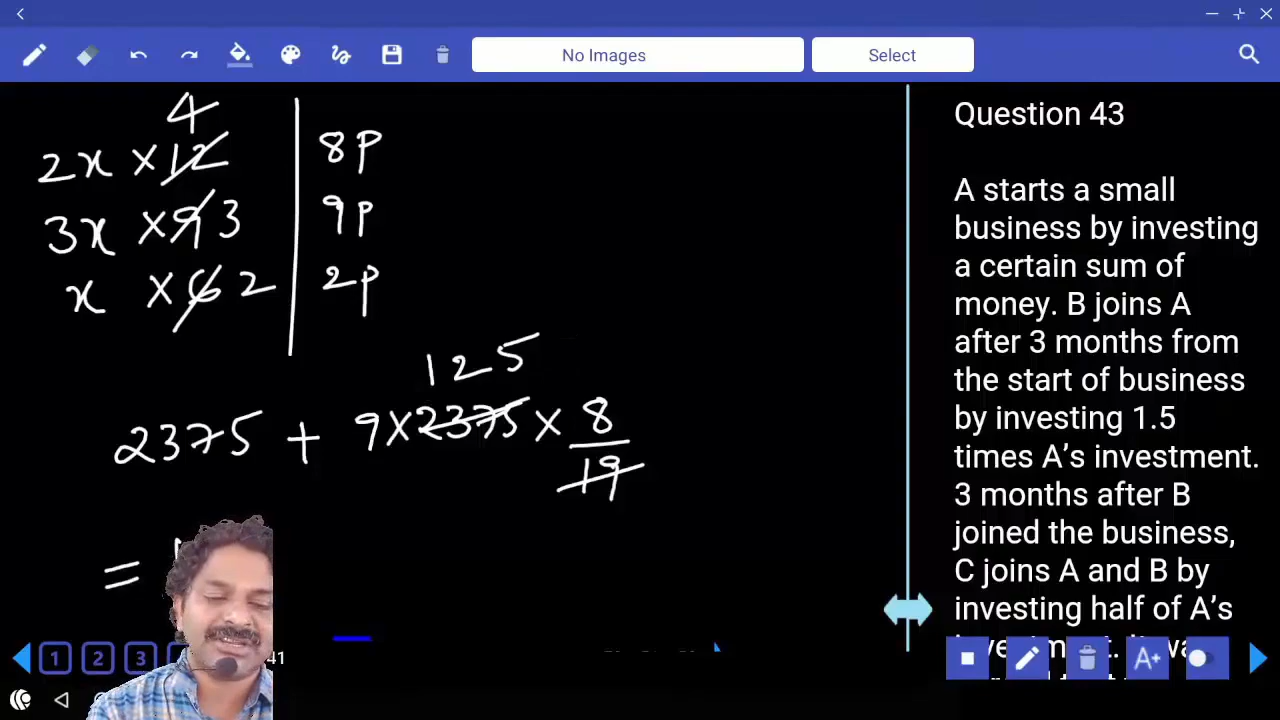 No Images
Select
4
2x × 12
8p
3x × 9 3
9p
x × 6 2
2p
125
2375 + 9 × 2375 × 8
19
=
Question 43
A starts a small
business by investing
a certain sum of
money. B joins A
after 3 months from
the start of business
by investing 1.5
times A’s investment.
3 months after B
joined the business,
C joins A and B by
investing half of A’s
1
2
3
41
A+